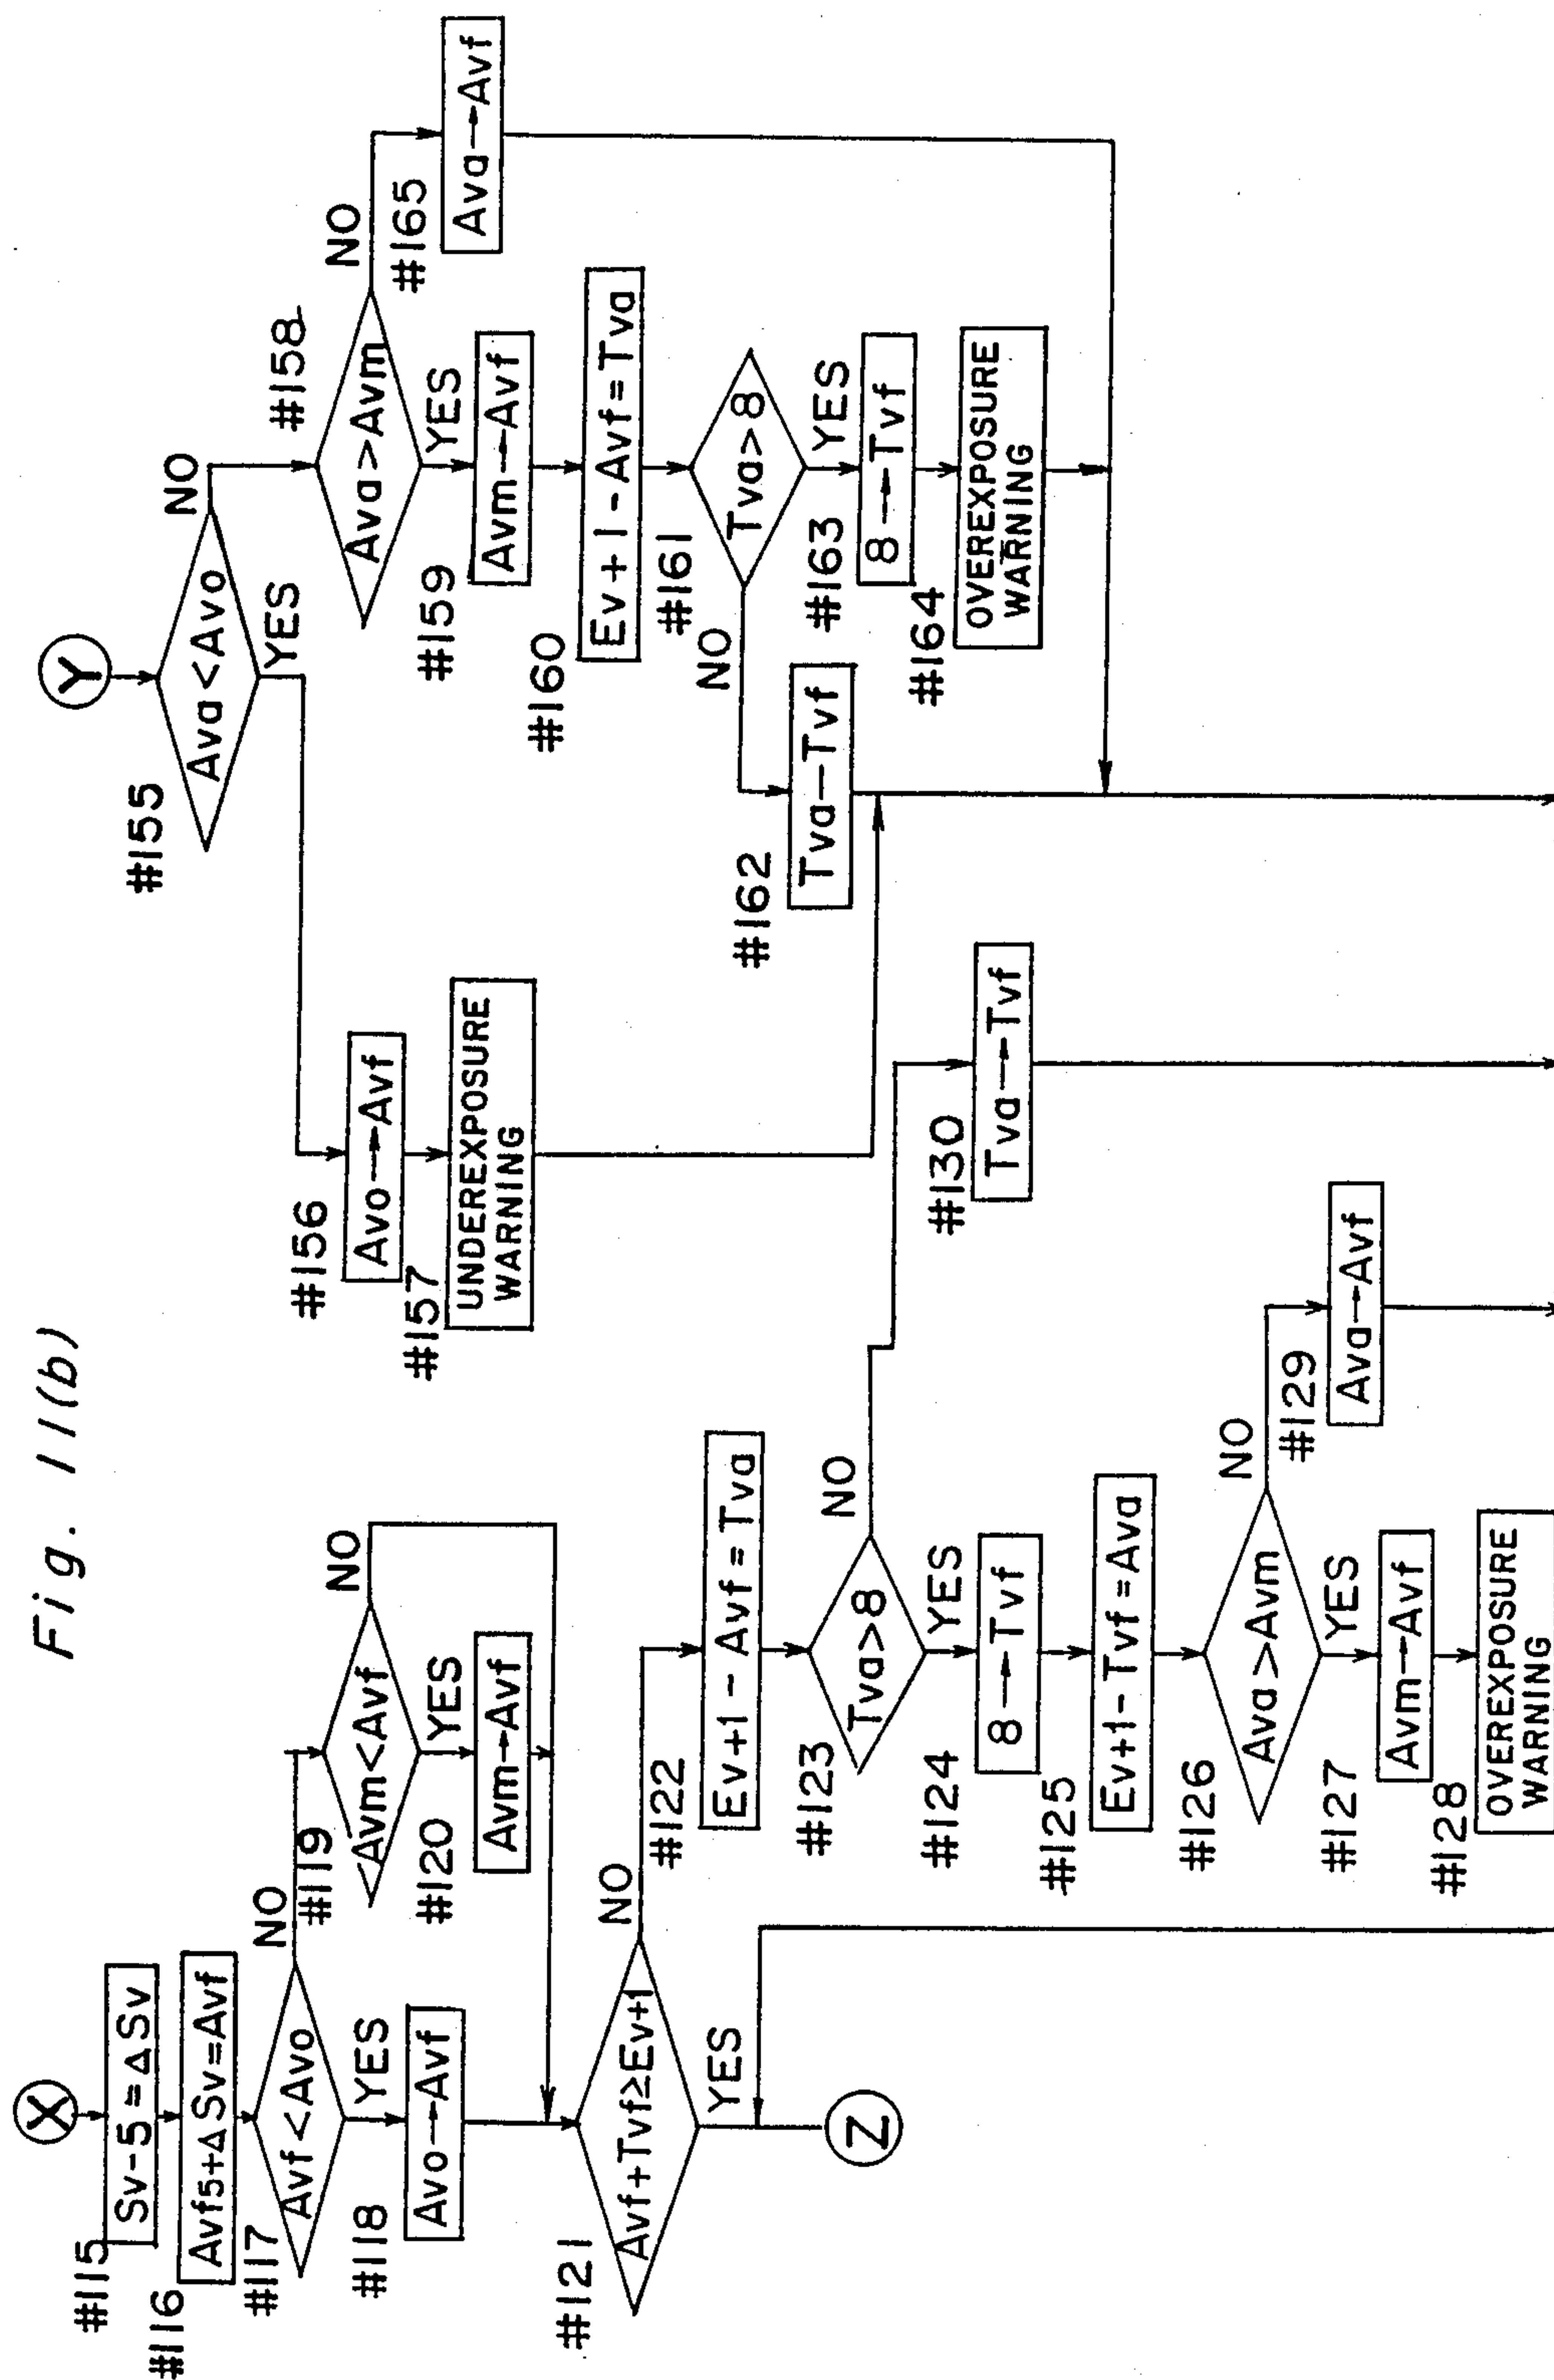 Fig. 11(b)
X
#115
Sv-5=ΔSv
#116
Avf5+ΔSv=Avf
#117
Avf<Avo
NO
YES
#118
Avo→Avf
#119
Avm<Avf
NO
YES
#120
Avm→Avf
#121
Avf+Tvf≥Ev+1
NO
YES
Z
#122
Ev+1-Avf=Tva
#123
Tva>8
NO
YES
#124
8→Tvf
#125
Ev+1-Tvf=Ava
#126
Ava>Avm
NO
YES
#127
Avm→Avf
#128
OVEREXPOSURE
WARNING
#129
Ava→Avf
#130
Tva→Tvf
Y
#155
Ava<Avo
NO
YES
#156
Avo→Avf
#157
UNDEREXPOSURE
WARNING
#158
Ava>Avm
NO
YES
#159
Avm→Avf
#160
Ev+1-Avf=Tva
#161
Tva>8
NO
YES
#162
Tva—Tvf
#163
8→Tvf
#164
OVEREXPOSURE
WARNING
#165
Ava→Avf